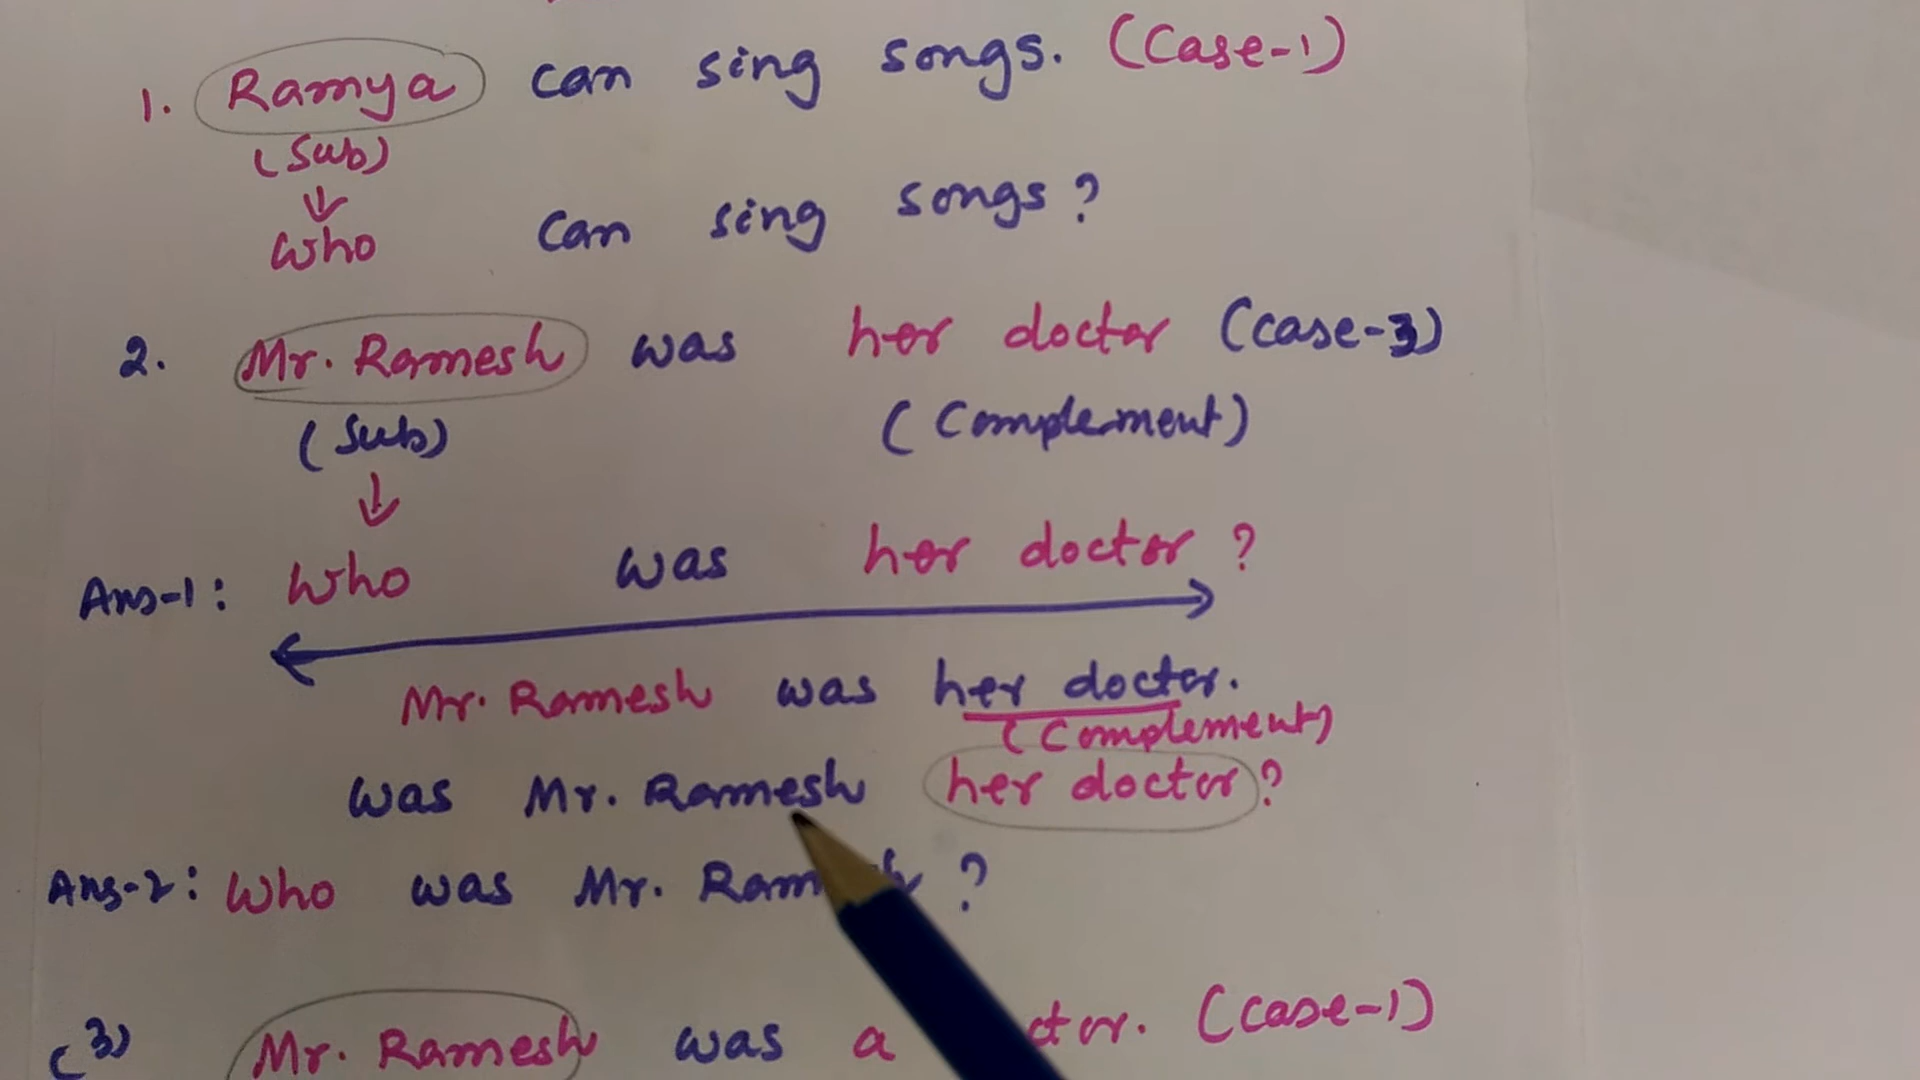 1. Ramya can sing songs. (Case-1)
(Sub)
Who can sing songs?
2. Mr. Ramesh was her doctor (case-3)
(Sub) (Complement)
Ans-1: Who was her doctor?
Mr. Ramesh was her doctor.
(Complement)
was Mr. Ramesh her doctor?
Ans-2: Who was Mr. ?
(3) Mr. Ramesh was a (case-1)